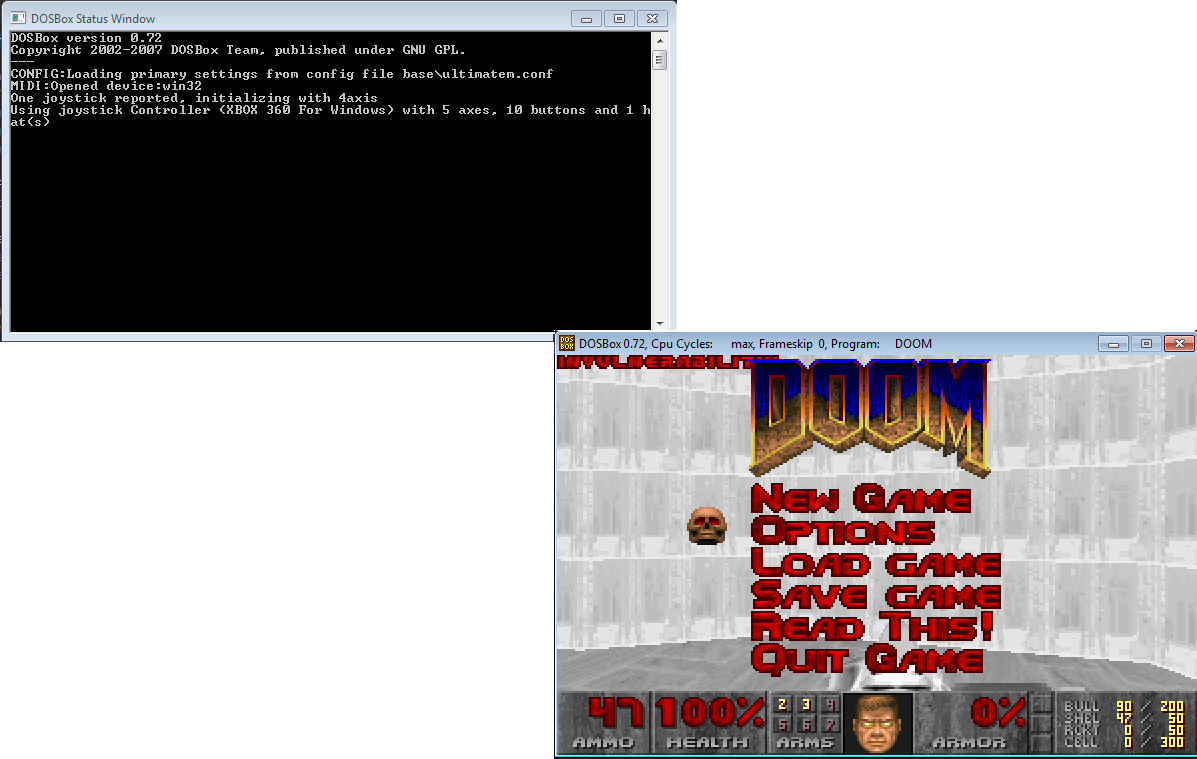 DOSBox Status Window
DOSBox version 0.72
Copyright 2002-2007 DOSBox Team, published under GNU GPL.
---
CONFIG:Loading primary settings from config file base\ultimatem.conf
MIDI:Opened device:win32
One joystick reported, initializing with 4axis
Using joystick Controller (XBOX 360 For Windows) with 5 axes, 10 buttons and 1 h
at(s)
DOS BOX DOSBox 0.72, Cpu Cycles: max, Frameskip 0, Program: DOOM
DOOM
New Game
Options
Load game
Save game
Read This!
Quit Game
47 100% 2 3 4 0% BULL 90 / 200
5 6 7 SHEL 47 / 50
RCKT 0 / 50
AMMO HEALTH ARMS ARMOR CELL 0 / 300